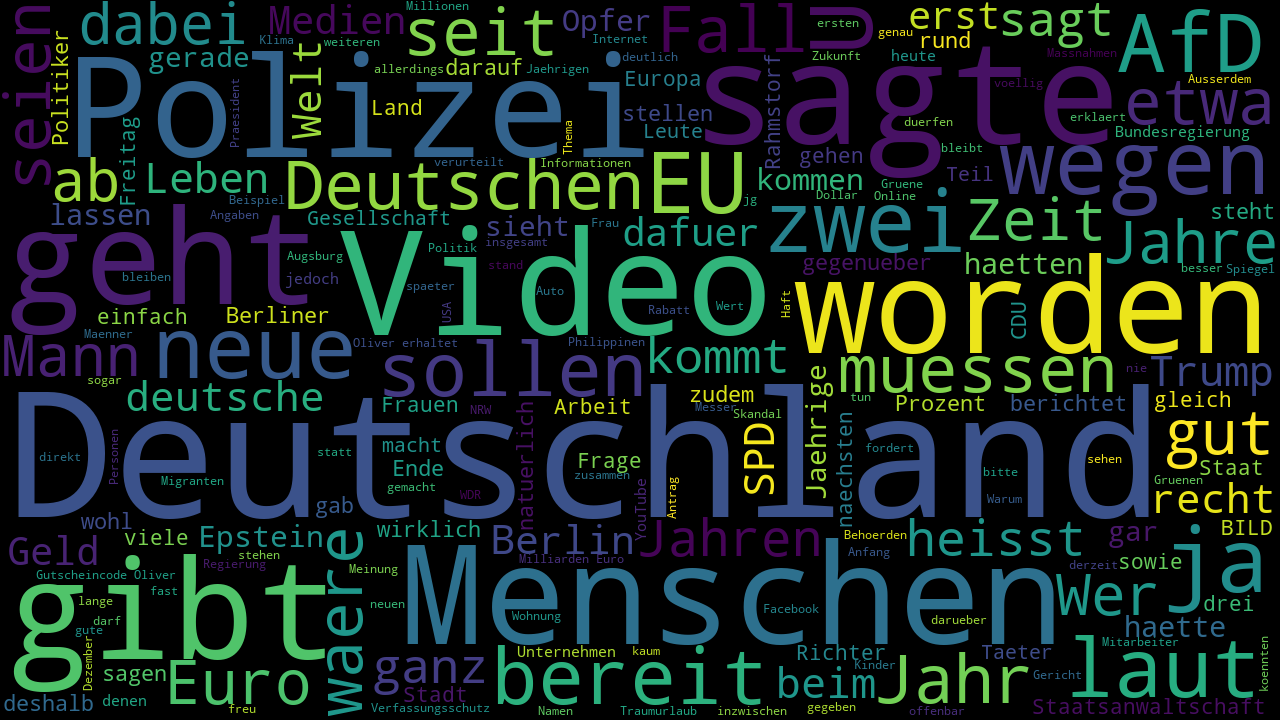 seien
dabei
Medien
seit
Millionen
Opfer
Fall
U
erst
sagt
AfD
Politiker
gerade
Klima
weiteren
Welt
allerdings
darauf
Jaehrigen
Internet
deutlich
Europa
ersten
Zukunft
genau
rund
heute
Massnahmen
Ausserdem
Polizei
Praesident
Land
Thema
stellen
Leute
Rahmstorf
sagte
voellig
duerfen
erklaert
etwa
Bundesregierung
ab
Freitag
Leben
verurteilt
Informationen
Deutschen
EU
gehen
kommen
bleibt
Teil
wegen
lassen
Beispiel
Angaben
Gesellschaft
sieht
Frau
jg
Dollar
Gruene
Online
zwei
Zeit
steht
Jahre
geht
bleiben
Augsburg
jedoch
Politik
insgesamt
stand
dafuer
gegenueber
haetten
besser
Spiegel
einfach
Berliner
Video
spaeter
USA
Auto
Rabatt
Wert
Haft
worden
CDU
Mann
Maenner
neue
Oliver erhaltet
Philippinen
sollen
kommt
muessen
nie
Trump
sogar
deutsche
Frauen
NRW
Arbeit
zudem
Messer
Skandal
Jaehrige
tun
Prozent
berichtet
gleich
Deutschland
direkt
Personen
Migranten
statt
macht
Ende
gemacht
WDR
natuerlich
Frage
zusammen
YouTube
Antrag
SPD
naechsten
fordert
bitte
Warum
sehen
gut
Staat
Gruenen
recht
wohl
gab
viele
Geld
Epstein
wirklich
Berlin
Jahren
Behoerden
Anfang
heisst
gar
BILD
sowie
ja
stehen
Regierung
waere
Meinung
Milliarden Euro
derzeit
Gutscheincode Oliver
fast
lange
darf
gute
gibt
neuen
Menschen
Wohnung
Facebook
darueber
Wer
drei
haette
Mitarbeiter
Dezember
sagen
Euro
ganz
Unternehmen
kaum
Richter
Kinder
Taeter
Gericht
laut
koennten
deshalb
denen
freu
Stadt
Verfassungsschutz
bereit
Namen
Traumurlaub
inzwischen
beim
gegeben
Jahr
offenbar
Staatsanwaltschaft